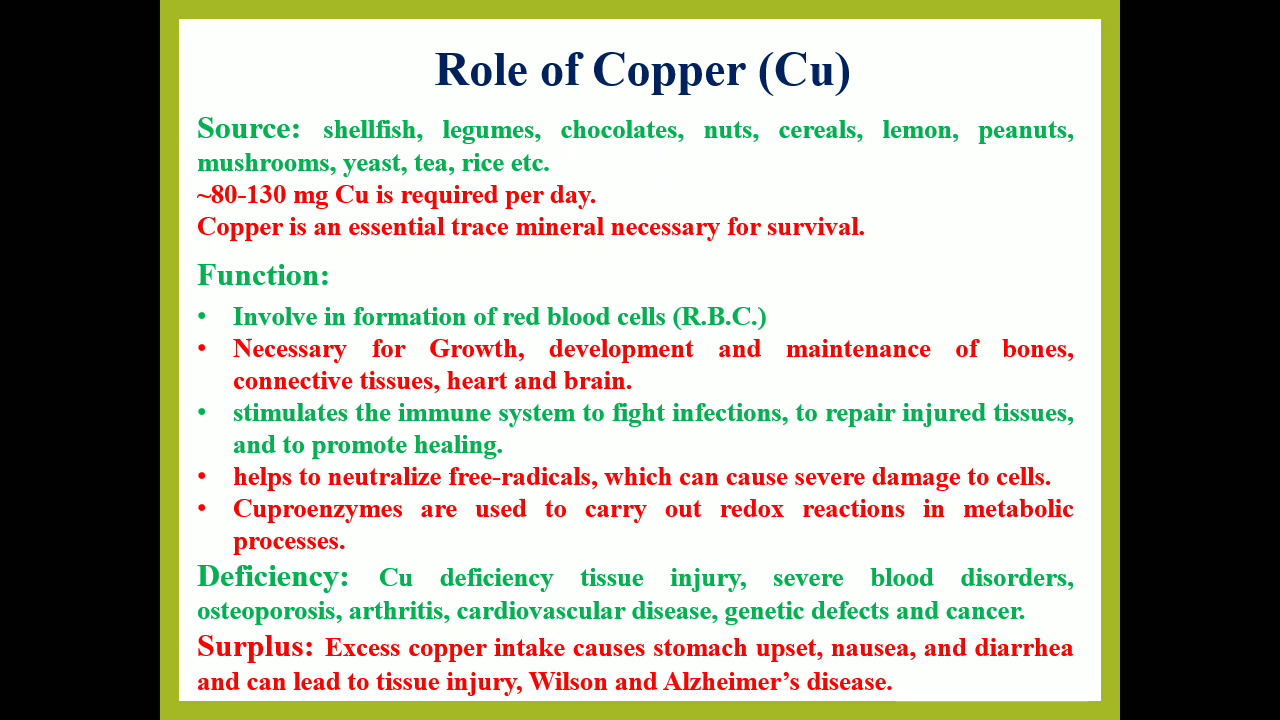 Role of Copper (Cu)
Source: shellfish, legumes, chocolates, nuts, cereals, lemon, peanuts,
mushrooms, yeast, tea, rice etc.
~80-130 mg Cu is required per day.
Copper is an essential trace mineral necessary for survival.
Function:
• Involve in formation of red blood cells (R.B.C.)
• Necessary for Growth, development and maintenance of bones,
connective tissues, heart and brain.
• stimulates the immune system to fight infections, to repair injured tissues,
and to promote healing.
• helps to neutralize free-radicals, which can cause severe damage to cells.
• Cuproenzymes are used to carry out redox reactions in metabolic
processes.
Deficiency: Cu deficiency tissue injury, severe blood disorders,
osteoporosis, arthritis, cardiovascular disease, genetic defects and cancer.
Surplus: Excess copper intake causes stomach upset, nausea, and diarrhea
and can lead to tissue injury, Wilson and Alzheimer’s disease.